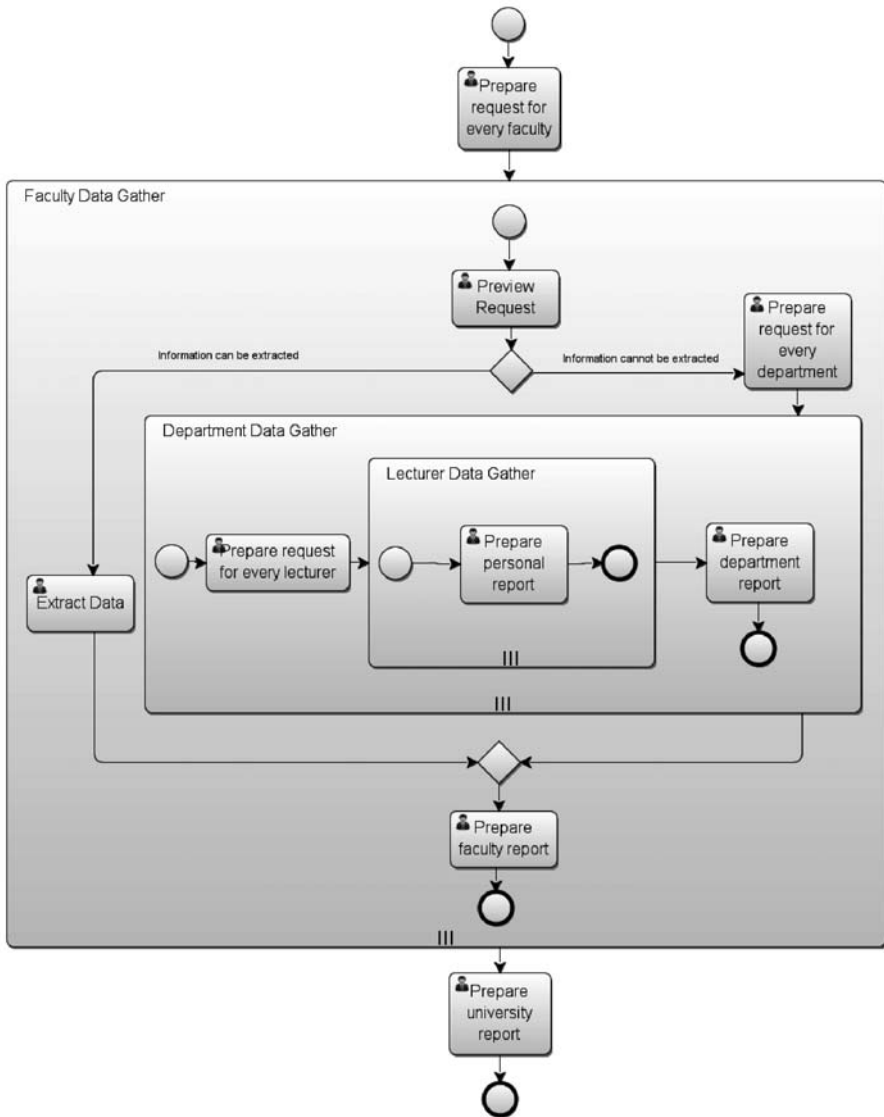 Prepare
request for
every faculty
Faculty Data Gather
Preview
Request
Prepare
request for
every
department
Information can be extracted
Information cannot be extracted
Department Data Gather
Lecturer Data Gather
Prepare request
for every lecturer
Prepare
personal
report
Prepare
department
report
Extract Data
Prepare
faculty report
Prepare
university
report